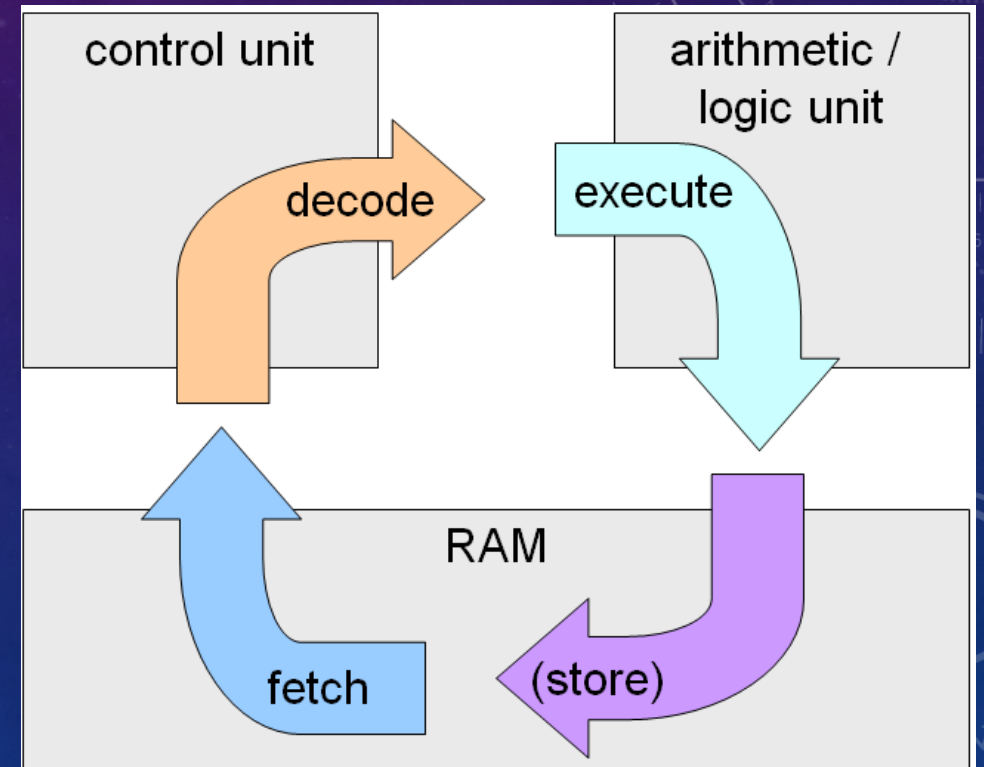 control unit
arithmetic /
logic unit
decode
execute
RAM
fetch
(store)